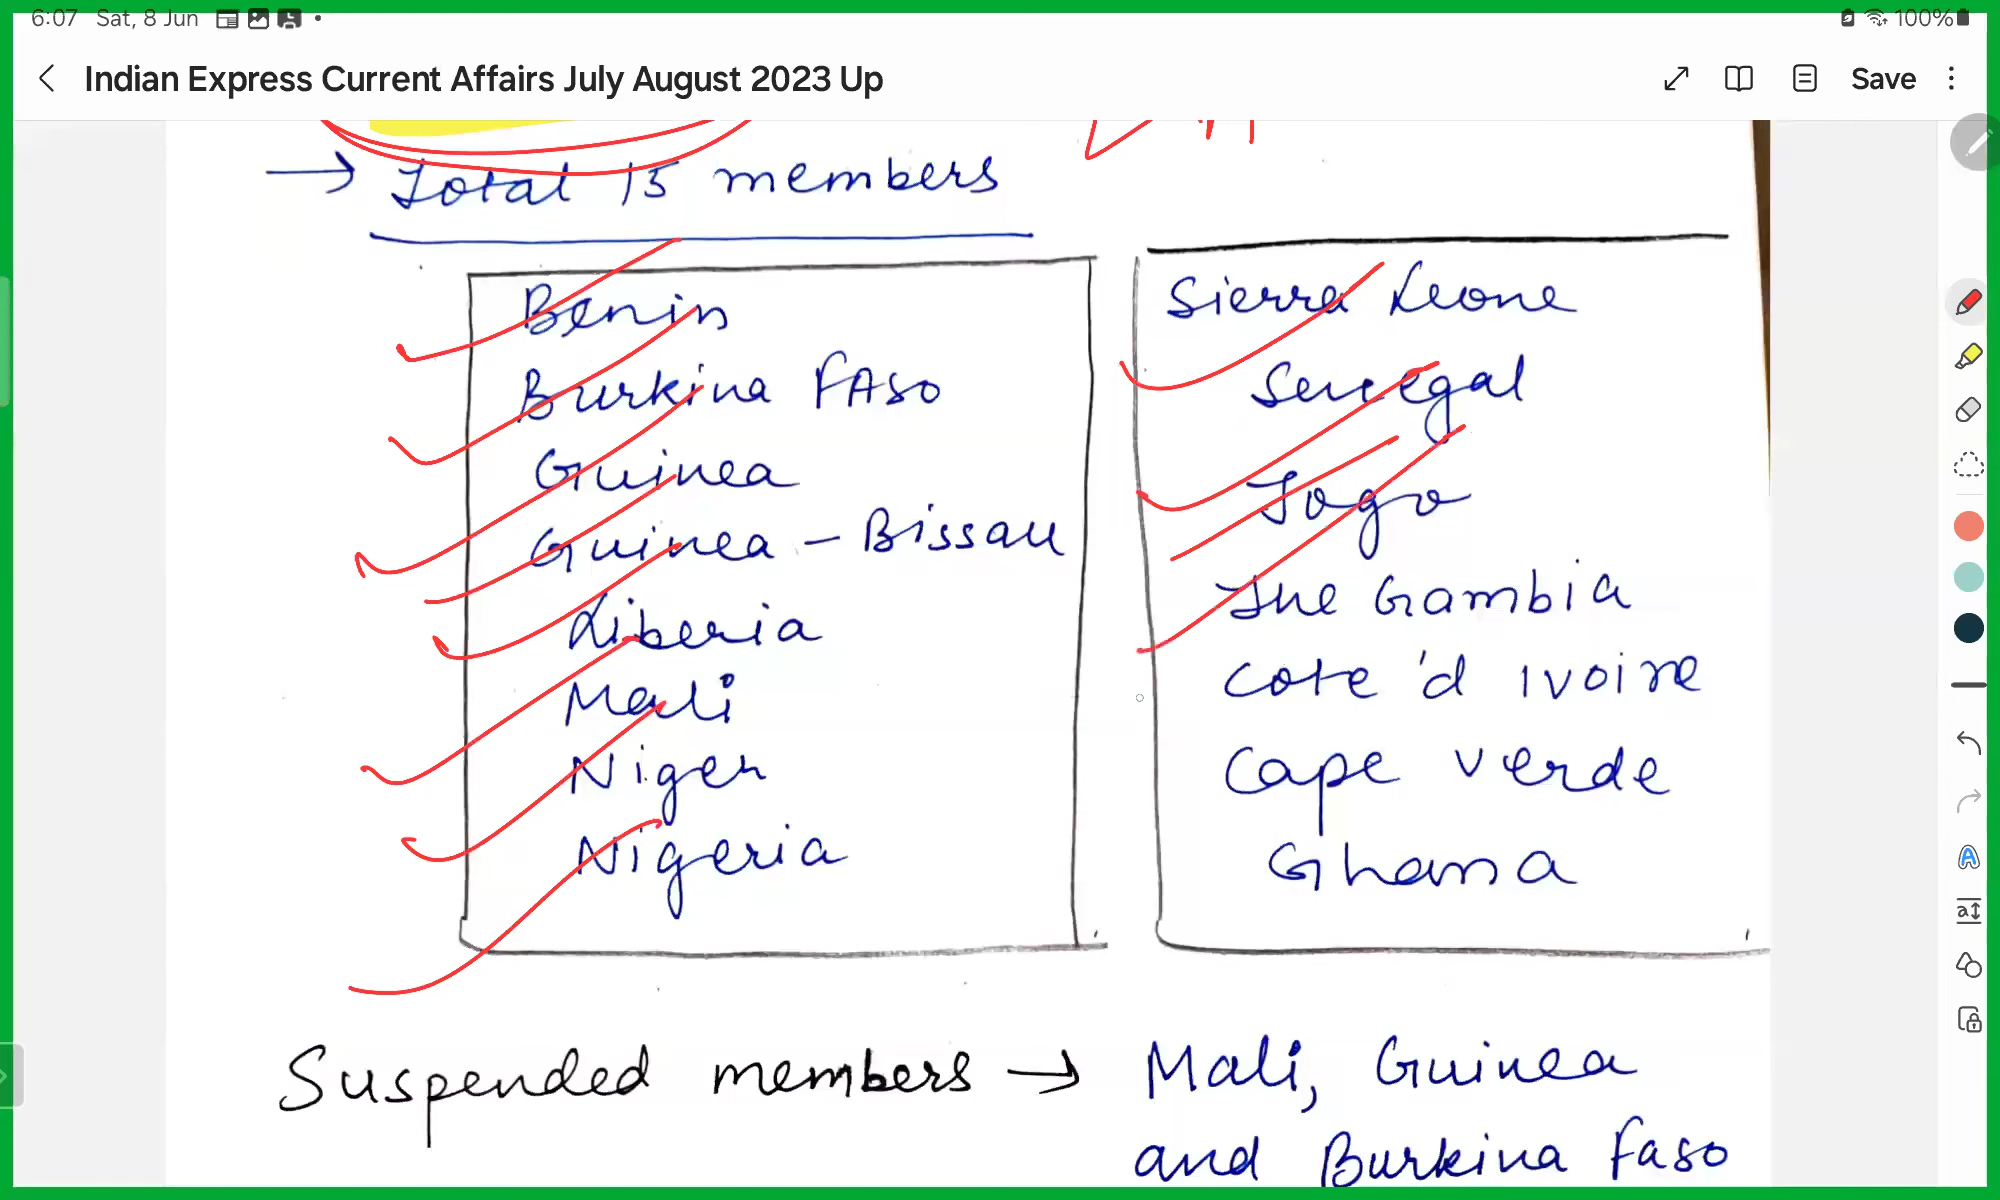 6:07 Sat, 8 Jun
100%
Indian Express Current Affairs July August 2023 Up
Save
→ Total 15 members
Benin
Burkina FAso
Guinea
Guinea - Bissau
Liberia
Mali
Niger
Nigeria
Sierra Leone
Senegal
Togo
The Gambia
Cote 'd Ivoire
Cape verde
Ghana
Suspended members → Mali, Guinea
and Burkina Faso